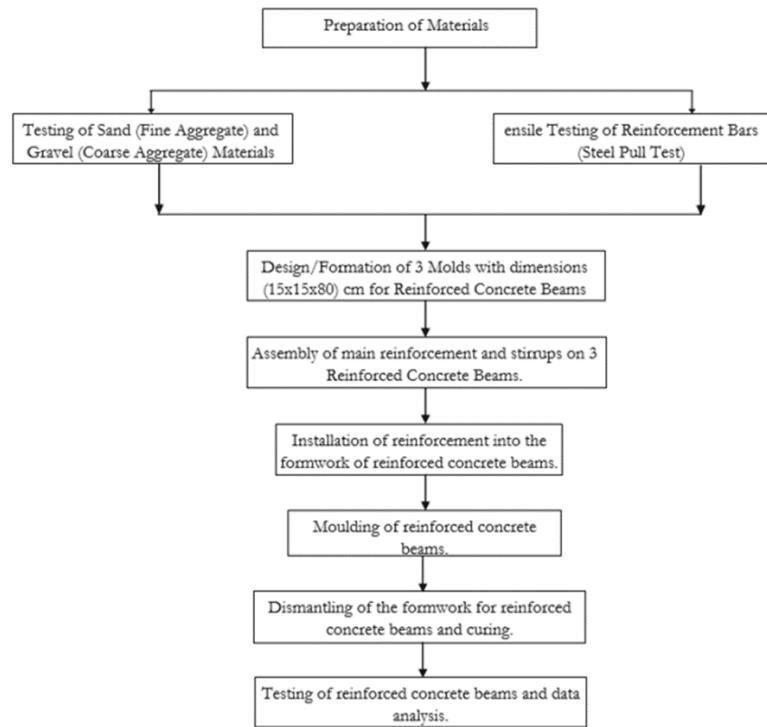 Preparation of Materials
Testing of Sand (Fine Aggregate) and
Gravel (Coarse Aggregate) Materials
ensile Testing of Reinforcement Bars
(Steel Pull Test)
Design/Formation of 3 Molds with dimensions
(15x15x80) cm for Reinforced Concrete Beams
Assembly of main reinforcement and stirrups on 3
Reinforced Concrete Beams.
Installation of reinforcement into the
formwork of reinforced concrete beams.
Moulding of reinforced concrete
beams.
Dismantling of the formwork for reinforced
concrete beams and curing.
Testing of reinforced concrete beams and data
analysis.